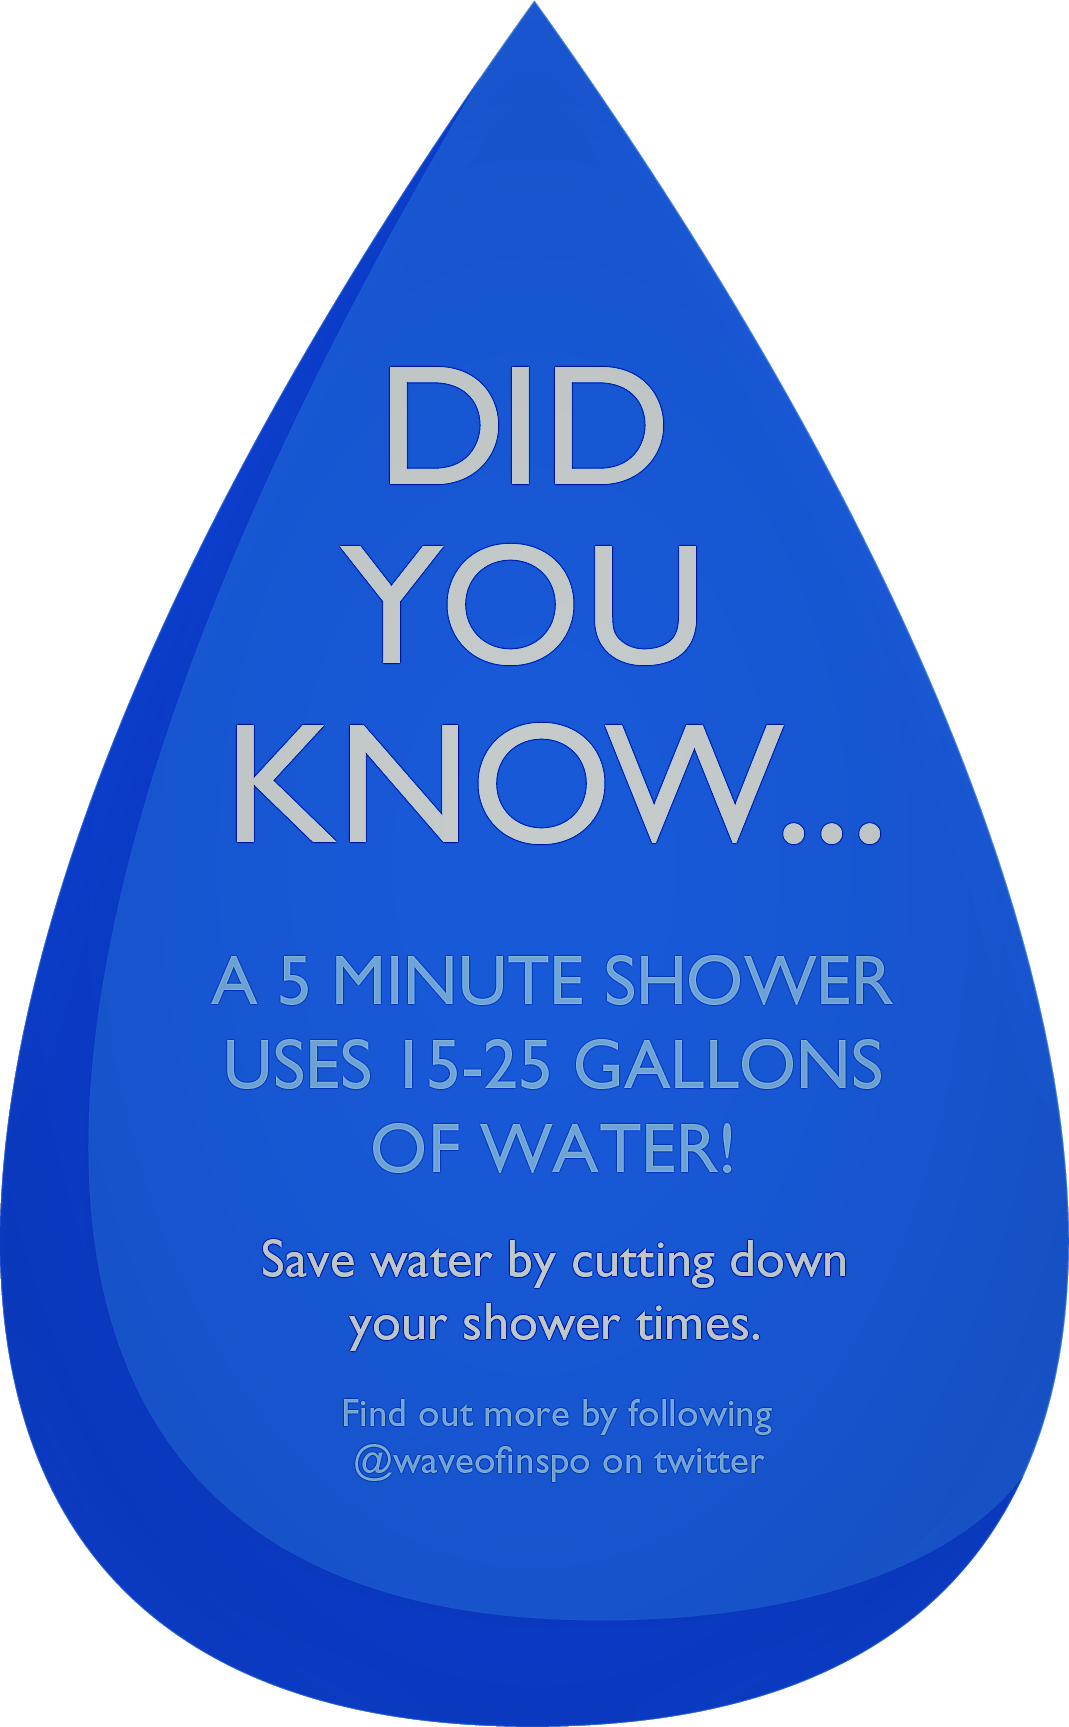 DID
YOU
KNOW...
A 5 MINUTE SHOWER
USES 15-25 GALLONS
OF WATER!
Save water by cutting down
your shower times.
Find out more by following
@waveofinspo on twitter